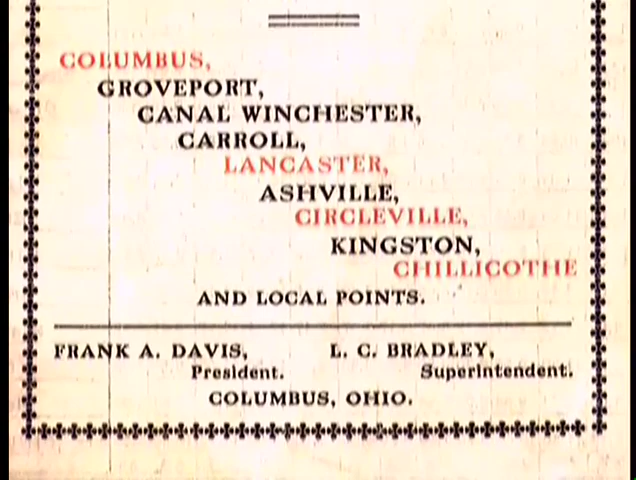 COLUMBUS,
GROVEPORT,
CANAL WINCHESTER,
CARROLL,
LANCASTER,
ASHVILLE,
CIRCLEVILLE,
KINGSTON,
CHILLICOTHE
AND LOCAL POINTS.
FRANK A. DAVIS, L. C. BRADLEY,
President. Superintendent.
COLUMBUS, OHIO.